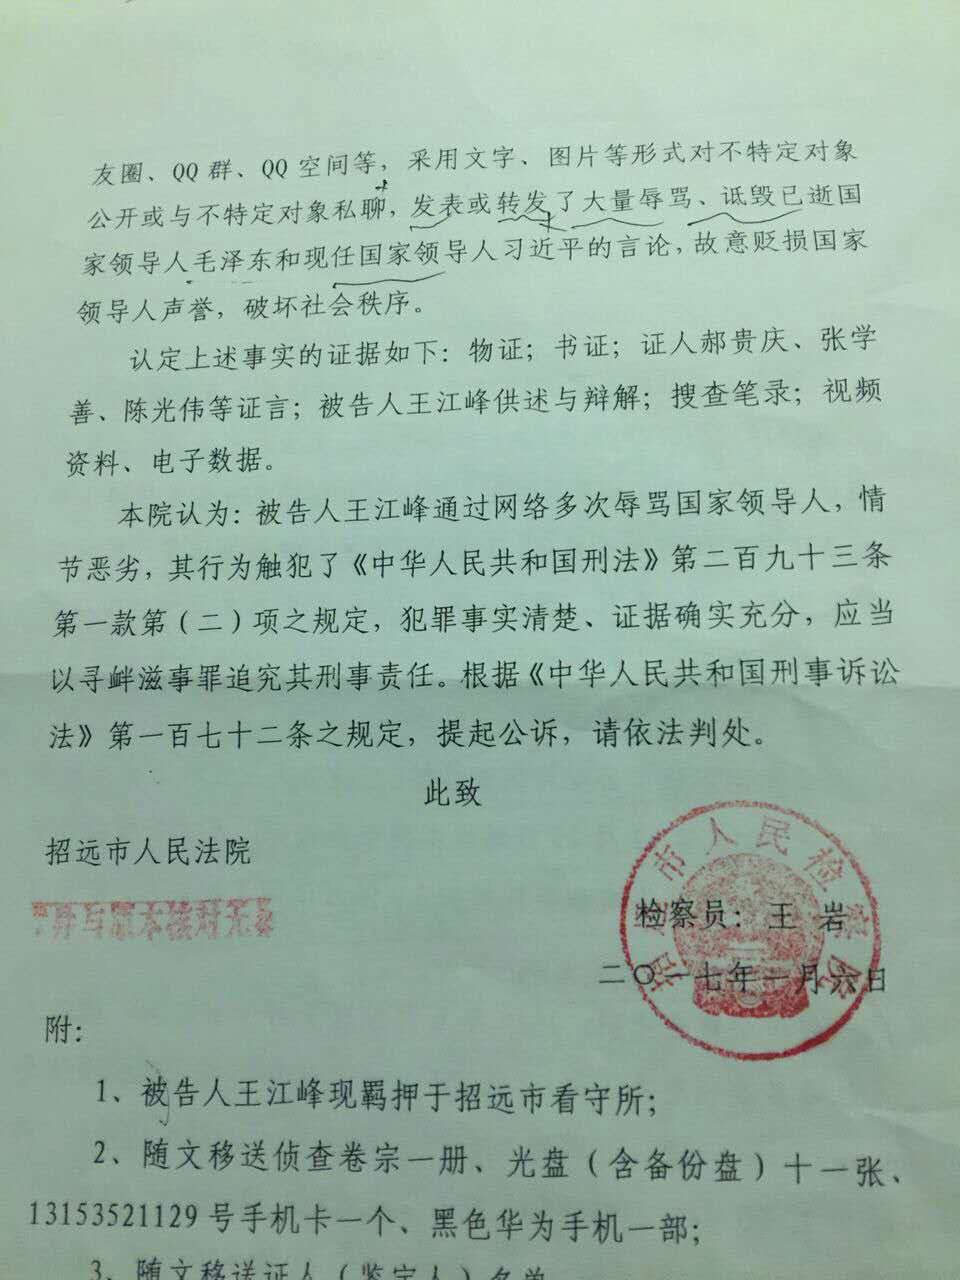 友圈、QQ 群、QQ 空间等，采用文字、图片等形式对不特定对象
公开或与不特定对象私聊，发表或转发了大量辱骂、诋毁已逝国
家领导人毛泽东和现任国家领导人习近平的言论，故意贬损国家
领导人声誉，破坏社会秩序。
认定上述事实的证据如下：物证；书证；证人郝贵庆、张学
善、陈光伟等证言；被告人王江峰供述与辩解；搜查笔录；视频
资料、电子数据。
本院认为：被告人王江峰通过网络多次辱骂国家领导人，情
节恶劣，其行为触犯了《中华人民共和国刑法》第二百九十三条
第一款第（二）项之规定，犯罪事实清楚、证据确实充分，应当
以寻衅滋事罪追究其刑事责任。根据《中华人民共和国刑事诉讼
法》第一百七十二条之规定，提起公诉，请依法判处。
此致
招远市人民法院
招远市人民检察院
检察员：王 岩
二〇一七年一月六日
附：
1、被告人王江峰现羁押于招远市看守所；
2、随文移送侦查卷宗一册、光盘（含备份盘）十一张、
13153521129 号手机卡一个、黑色华为手机一部；
3、随文移送证人（鉴定人）名单